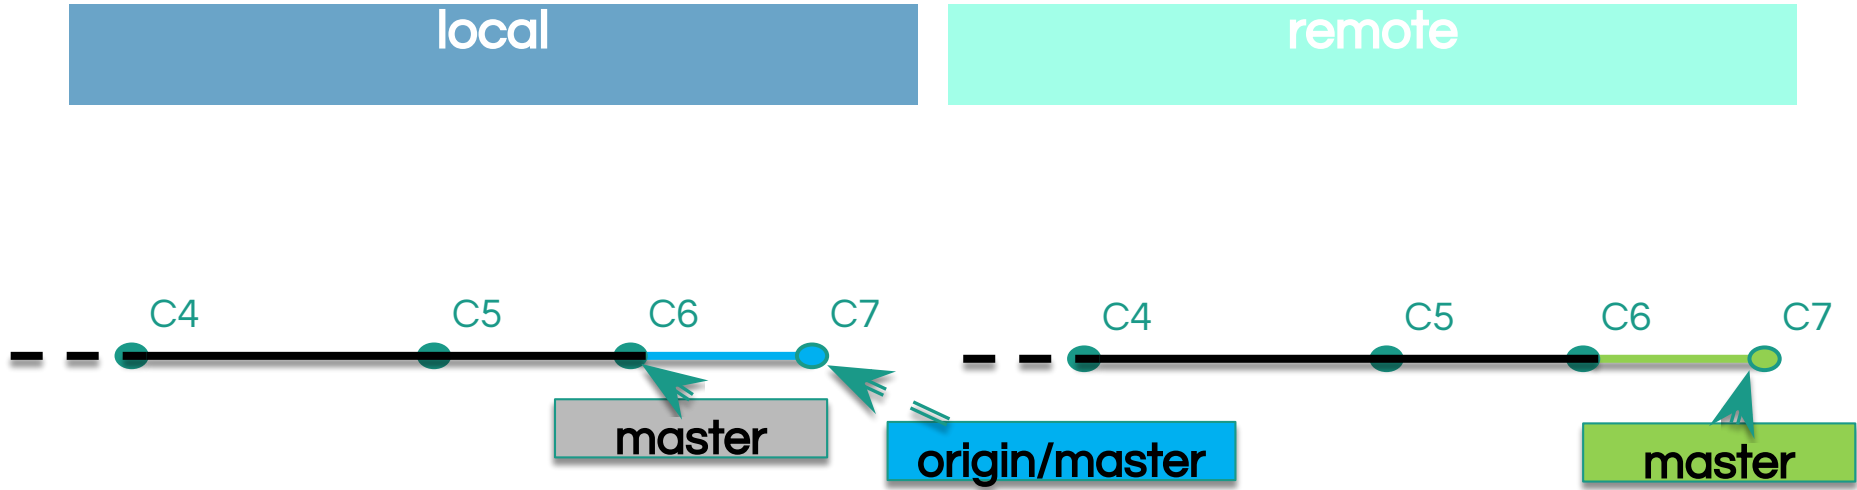 local
remote
C4
C5
C6
C7
C4
C5
C6
C7
master
origin/master
master